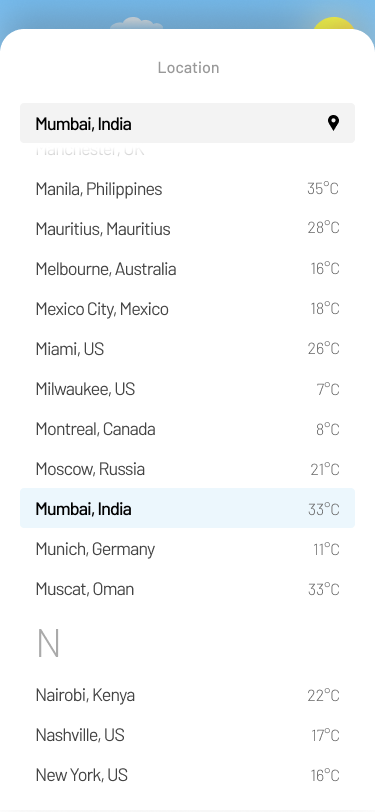 Location
Mumbai, India
Manchester, UK
Manila, Philippines 35°C
Mauritius, Mauritius 28°C
Melbourne, Australia 16°C
Mexico City, Mexico 18°C
Miami, US 26°C
Milwaukee, US 7°C
Montreal, Canada 8°C
Moscow, Russia 21°C
Mumbai, India 33°C
Munich, Germany 11°C
Muscat, Oman 33°C
N
Nairobi, Kenya 22°C
Nashville, US 17°C
New York, US 16°C